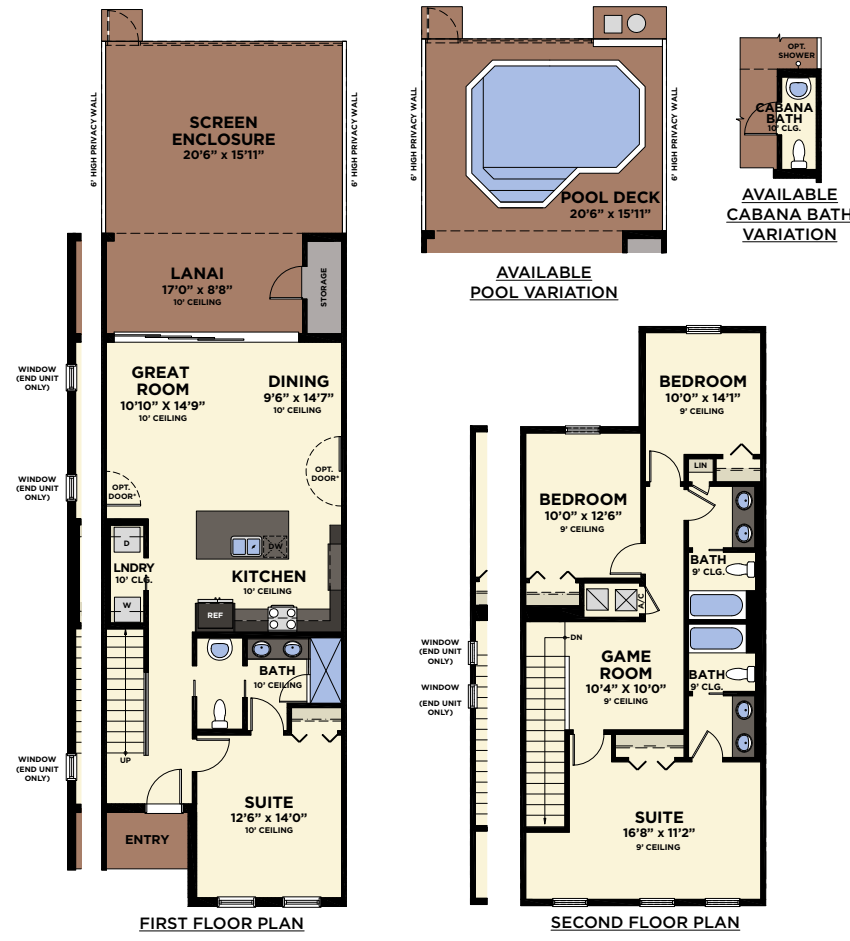 6' HIGH PRIVACY WALL
SCREEN
ENCLOSURE
20'6" x 15'11"
6' HIGH PRIVACY WALL
LANAI
17'0" x 8'8"
10' CEILING
STORAGE
WINDOW
(END UNIT
ONLY)
GREAT
ROOM
10'10" X 14'9"
10' CEILING
DINING
9'6" x 14'7"
10' CEILING
WINDOW
(END UNIT
ONLY)
OPT.
DOOR*
OPT.
DOOR*
D
LNDRY
10' CLG.
W
DW
KITCHEN
10' CEILING
REF
BATH
10' CEILING
UP
WINDOW
(END UNIT
ONLY)
SUITE
12'6" x 14'0"
10' CEILING
ENTRY
FIRST FLOOR PLAN
6' HIGH PRIVACY WALL
POOL DECK
20'6" x 15'11"
6' HIGH PRIVACY WALL
AVAILABLE
POOL VARIATION
OPT.
SHOWER
CABANA
BATH
10' CLG.
AVAILABLE
CABANA BATH
VARIATION
BEDROOM
10'0" x 14'1"
9' CEILING
LIN
BEDROOM
10'0" x 12'6"
9' CEILING
BATH
9' CLG.
A/C
DN
WINDOW
(END UNIT
ONLY)
WINDOW
(END UNIT
ONLY)
GAME
ROOM
10'4" X 10'0"
9' CEILING
BATH
9' CLG.
SUITE
16'8" x 11'2"
9' CEILING
SECOND FLOOR PLAN